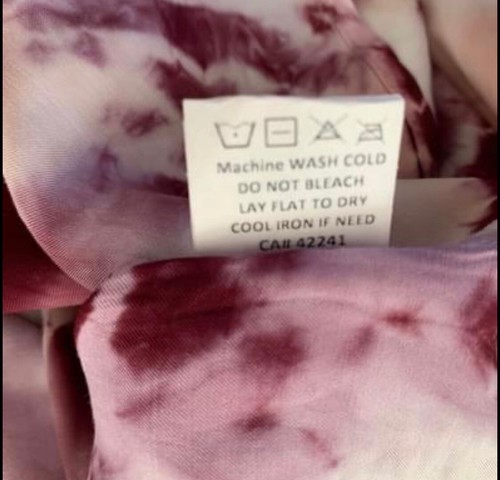 Machine WASH COLD
DO NOT BLEACH
LAY FLAT TO DRY
COOL IRON IF NEED
CA# 42241